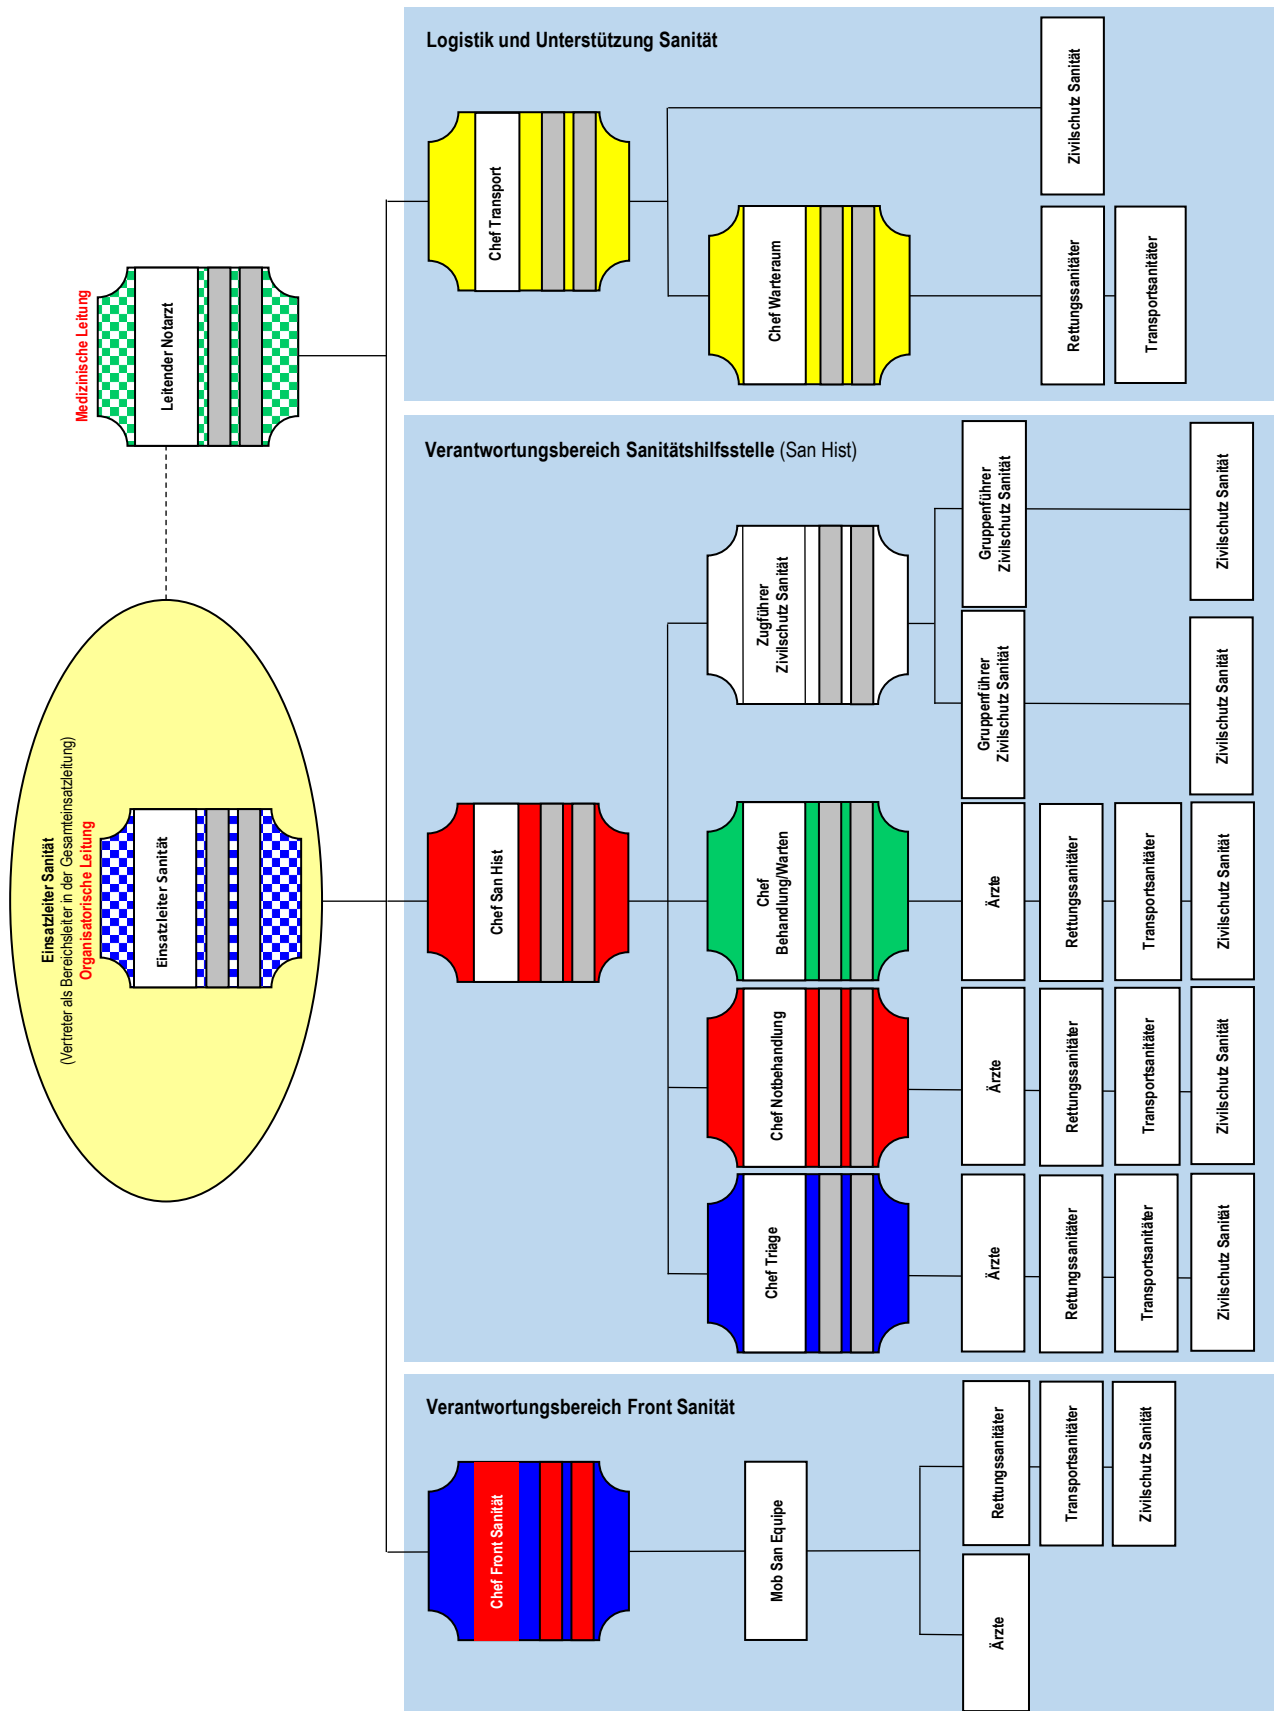 Einsatzleiter Sanität
(Vertreter als Bereichsleiter in der Gesamteinsatzleitung)
Organisatorische Leitung
Einsatzleiter Sanität
Medizinische Leitung
Leitender Notarzt
Verantwortungsbereich Front Sanität
Chef Front Sanität
Mob San Equipe
Ärzte
Rettungssanitäter
Transportsanitäter
Zivilschutz Sanität
Verantwortungsbereich Sanitätshilfsstelle (San Hist)
Chef San Hist
Chef Triage
Ärzte
Rettungssanitäter
Transportsanitäter
Zivilschutz Sanität
Chef Notbehandlung
Ärzte
Rettungssanitäter
Transportsanitäter
Zivilschutz Sanität
Chef
Behandlung/Warten
Ärzte
Rettungssanitäter
Transportsanitäter
Zivilschutz Sanität
Zugführer
Zivilschutz Sanität
Gruppenführer
Zivilschutz Sanität
Zivilschutz Sanität
Gruppenführer
Zivilschutz Sanität
Zivilschutz Sanität
Logistik und Unterstützung Sanität
Chef Transport
Chef Warteraum
Rettungssanitäter
Transportsanitäter
Zivilschutz Sanität